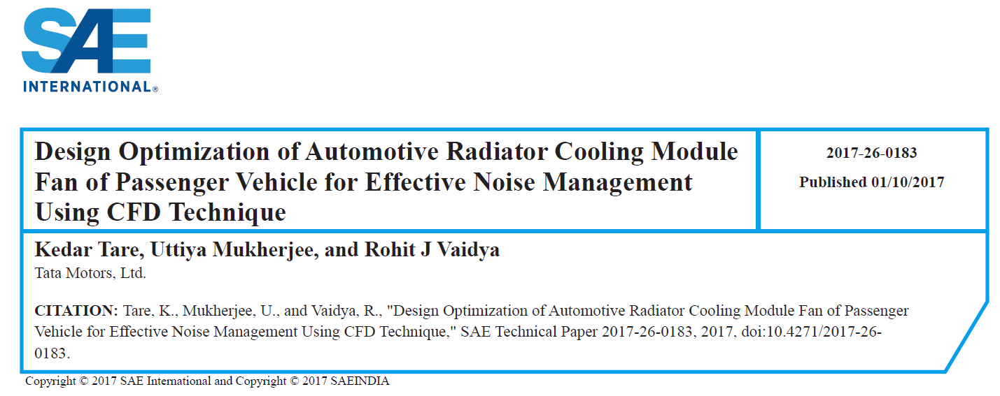 SAE
INTERNATIONAL®
Design Optimization of Automotive Radiator Cooling Module
Fan of Passenger Vehicle for Effective Noise Management
Using CFD Technique
2017-26-0183
Published 01/10/2017
Kedar Tare, Uttiya Mukherjee, and Rohit J Vaidya
Tata Motors, Ltd.
CITATION: Tare, K., Mukherjee, U., and Vaidya, R., "Design Optimization of Automotive Radiator Cooling Module Fan of Passenger
Vehicle for Effective Noise Management Using CFD Technique," SAE Technical Paper 2017-26-0183, 2017, doi:10.4271/2017-26-
0183.
Copyright © 2017 SAE International and Copyright © 2017 SAEINDIA